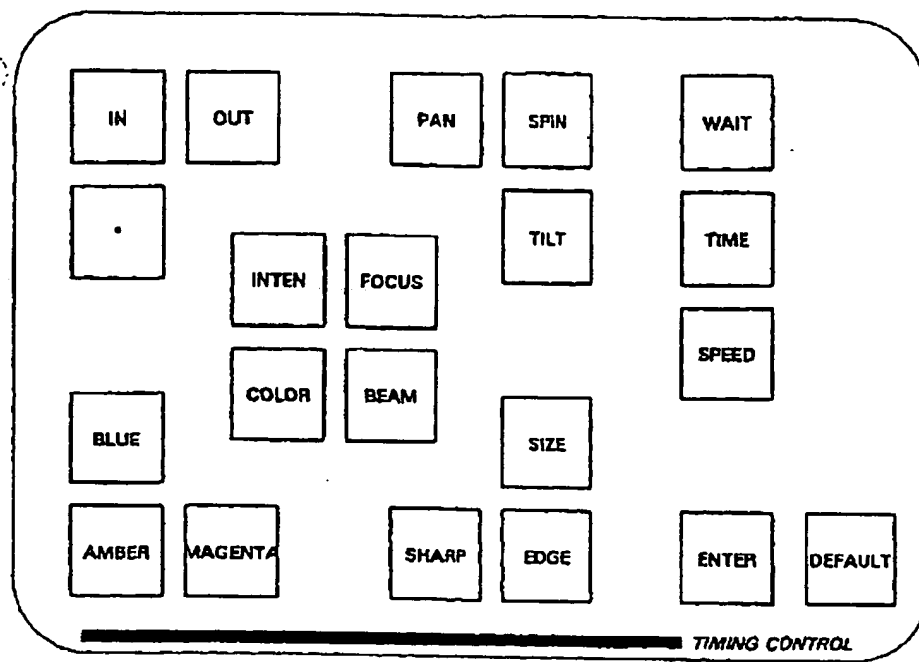 IN OUT PAN SPIN WAIT
• TILT TIME
INTEN FOCUS
SPEED
COLOR BEAM
BLUE SIZE
AMBER MAGENTA SHARP EDGE ENTER DEFAULT
TIMING CONTROL